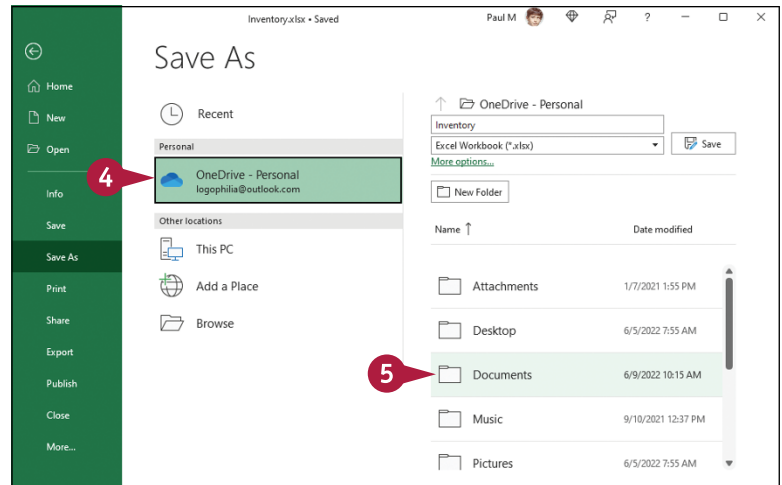 Inventory.xlsx • Saved
Paul M
?
Save As
Home
New
Open
Info
Save
Save As
Print
Share
Export
Publish
Close
More...
Recent
Personal
4
OneDrive - Personal
logophilia@outlook.com
Other locations
This PC
Add a Place
Browse
↑ OneDrive - Personal
Inventory
Excel Workbook (*.xlsx)
Save
More options...
New Folder
Name ↑ Date modified
Attachments 1/7/2021 1:55 PM
Desktop 6/5/2022 7:55 AM
5
Documents 6/9/2022 10:15 AM
Music 9/10/2021 12:37 PM
Pictures 6/5/2022 7:55 AM